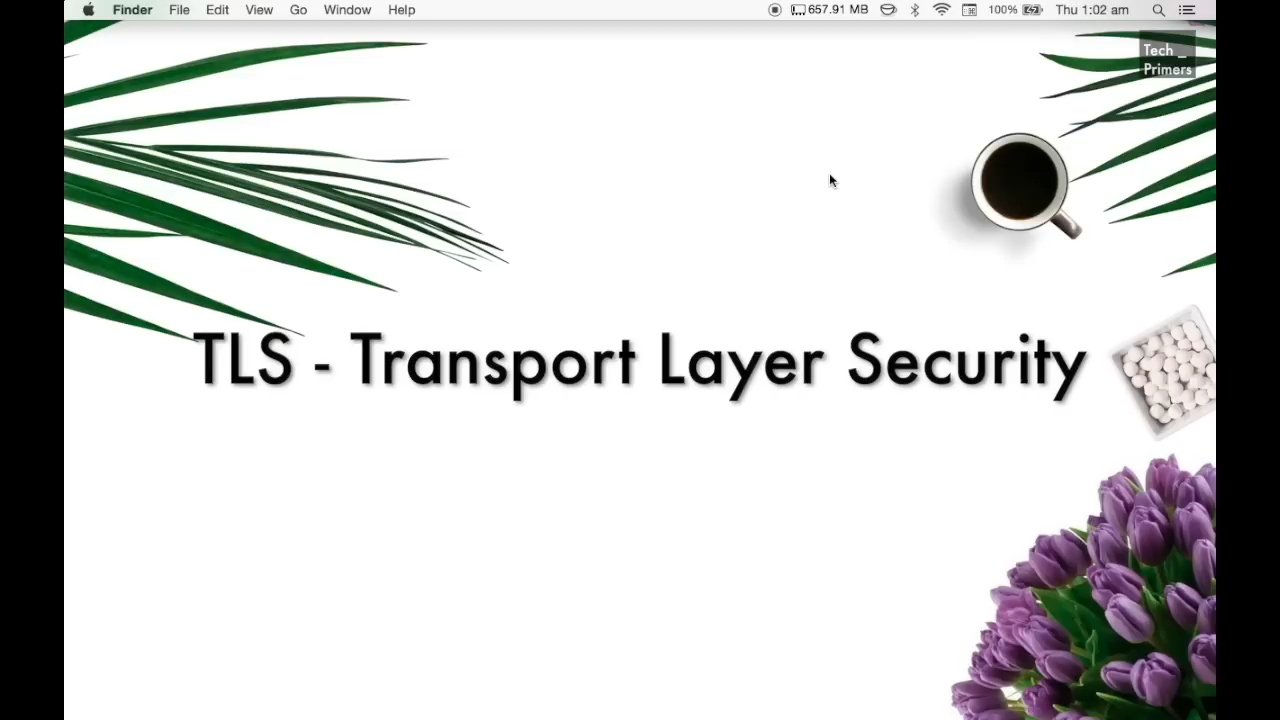 Finder File Edit View Go Window Help 657.91 MB 100% Thu 1:02 am
Tech _
Primers
TLS - Transport Layer Security